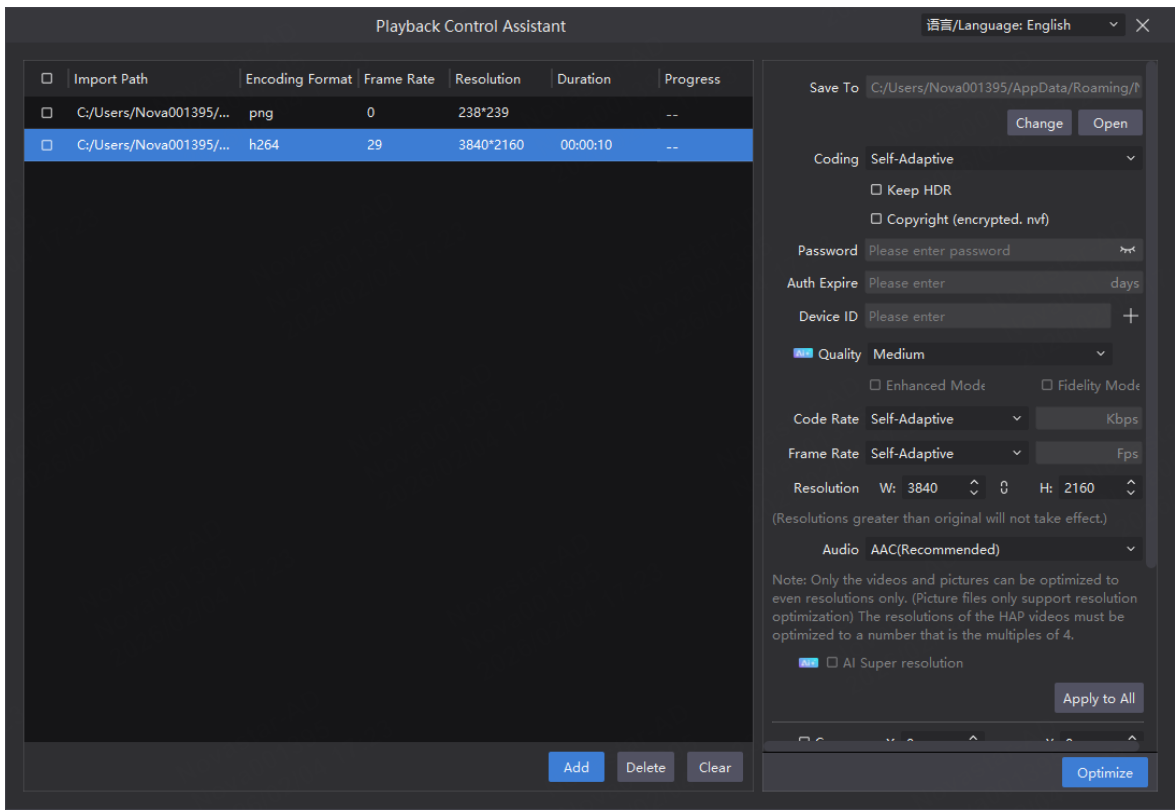 Playback Control Assistant
语言/Language: English
Import Path Encoding Format Frame Rate Resolution Duration Progress
C:/Users/Nova001395/... png 0 238*239 --
C:/Users/Nova001395/... h264 29 3840*2160 00:00:10 --
Save To C:/Users/Nova001395/AppData/Roaming/
Change Open
Coding Self-Adaptive
Keep HDR
Copyright (encrypted. nvf)
Password Please enter password
Auth Expire Please enter days
Device ID Please enter
AI+ Quality Medium
Enhanced Mode Fidelity Mode
Code Rate Self-Adaptive Kbps
Frame Rate Self-Adaptive Fps
Resolution W: 3840 H: 2160
(Resolutions greater than original will not take effect.)
Audio AAC(Recommended)
Note: Only the videos and pictures can be optimized to
even resolutions only. (Picture files only support resolution
optimization) The resolutions of the HAP videos must be
optimized to a number that is the multiples of 4.
AI+ AI Super resolution
Apply to All
Add Delete Clear
Optimize